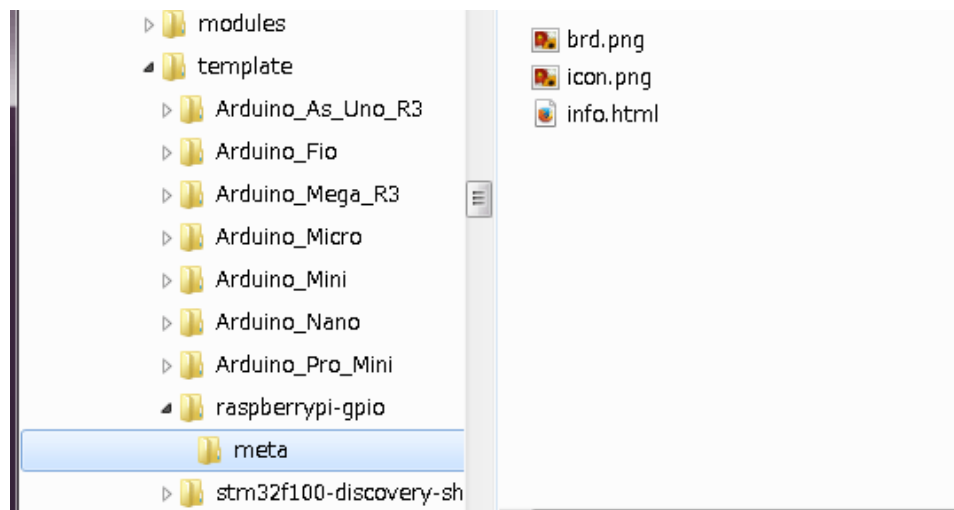 modules
template
Arduino_As_Uno_R3
Arduino_Fio
Arduino_Mega_R3
Arduino_Micro
Arduino_Mini
Arduino_Nano
Arduino_Pro_Mini
raspberrypi-gpio
meta
stm32f100-discovery-sh
brd.png
icon.png
info.html